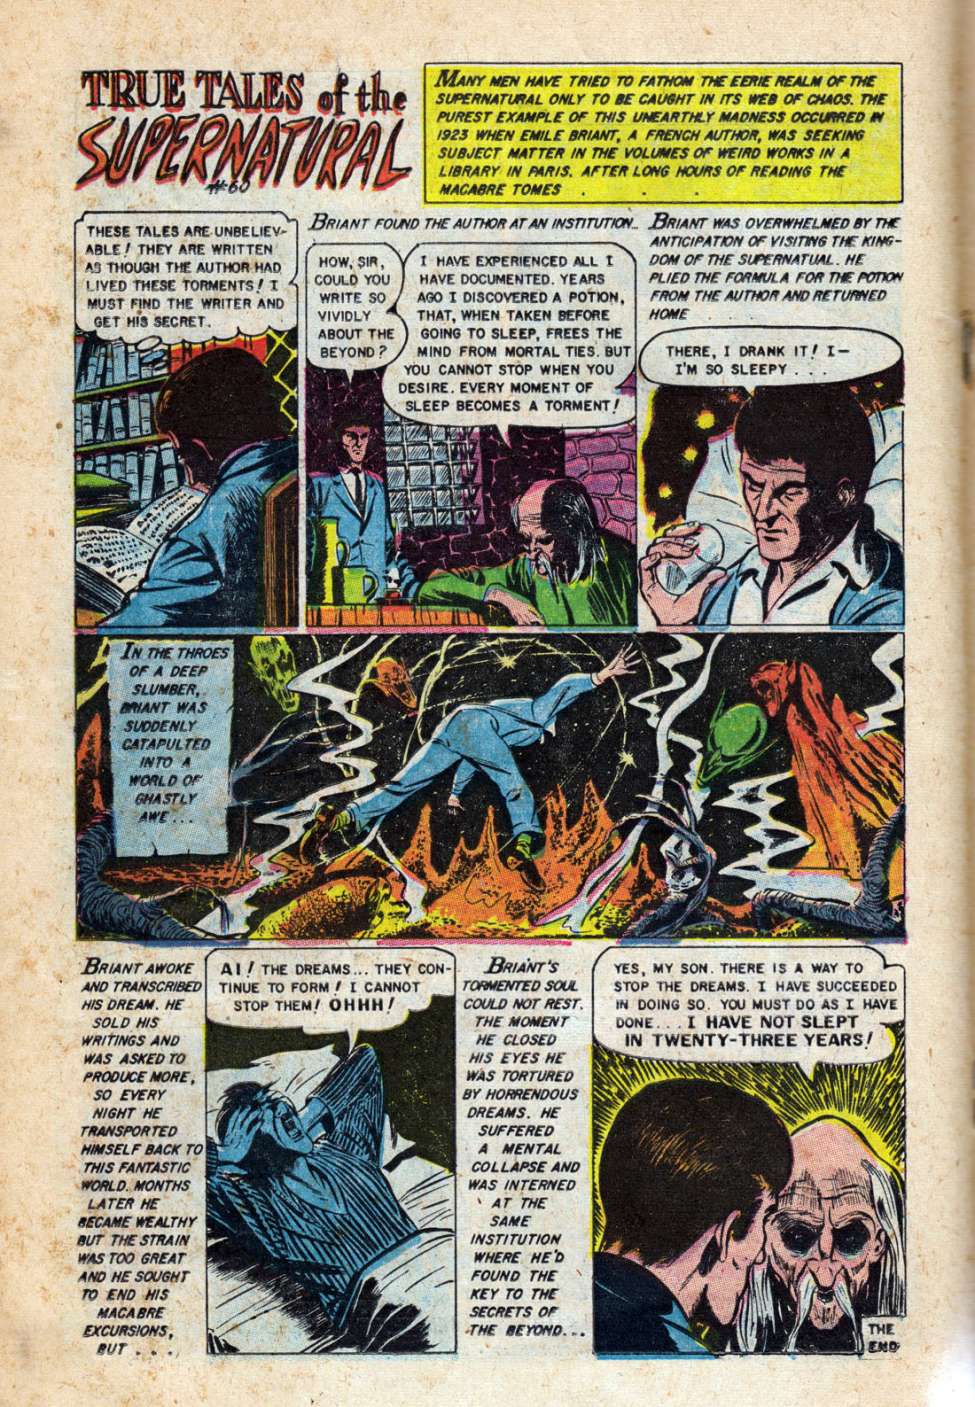 TRUE TALES of the
SUPERNATURAL
#60
MANY MEN HAVE TRIED TO FATHOM THE EERIE REALM OF THE
SUPERNATURAL ONLY TO BE CAUGHT IN ITS WEB OF CHAOS. THE
PUREST EXAMPLE OF THIS UNEARTHLY MADNESS OCCURRED IN
1923 WHEN EMILE BRIANT, A FRENCH AUTHOR, WAS SEEKING
SUBJECT MATTER IN THE VOLUMES OF WEIRD WORKS IN A
LIBRARY IN PARIS. AFTER LONG HOURS OF READING THE
MACABRE TOMES . . .
THESE TALES ARE UNBELIEV-
ABLE! THEY ARE WRITTEN
AS THOUGH THE AUTHOR HAD
LIVED THESE TORMENTS! I
MUST FIND THE WRITER AND
GET HIS SECRET.
BRIANT FOUND THE AUTHOR AT AN INSTITUTION...
HOW, SIR,
COULD YOU
WRITE SO
VIVIDLY
ABOUT THE
BEYOND?
I HAVE EXPERIENCED ALL I
HAVE DOCUMENTED. YEARS
AGO I DISCOVERED A POTION,
THAT, WHEN TAKEN BEFORE
GOING TO SLEEP, FREES THE
MIND FROM MORTAL TIES. BUT
YOU CANNOT STOP WHEN YOU
DESIRE. EVERY MOMENT OF
SLEEP BECOMES A TORMENT!
BRIANT WAS OVERWHELMED BY THE
ANTICIPATION OF VISITING THE KING-
DOM OF THE SUPERNATUAL. HE
PLIED THE FORMULA FOR THE POTION
FROM THE AUTHOR AND RETURNED
HOME . . . .
THERE, I DRANK IT! I-
I'M SO SLEEPY . . .
IN THE THROES
OF A DEEP
SLUMBER,
BRIANT WAS
SUDDENLY
CATAPULTED
INTO A
WORLD OF
GHASTLY
AWE . . .
BRIANT AWOKE
AND TRANSCRIBED
HIS DREAM. HE
SOLD HIS
WRITINGS AND
WAS ASKED TO
PRODUCE MORE,
SO EVERY
NIGHT HE
TRANSPORTED
HIMSELF BACK TO
THIS FANTASTIC
WORLD. MONTHS
LATER HE
BECAME WEALTHY
BUT THE STRAIN
WAS TOO GREAT
AND HE SOUGHT
TO END HIS
MACABRE
EXCURSIONS,
BUT . . .
AI! THE DREAMS... THEY CON-
TINUE TO FORM! I CANNOT
STOP THEM! OHHH!
BRIANT'S
TORMENTED SOUL
COULD NOT REST.
THE MOMENT
HE CLOSED
HIS EYES HE
WAS TORTURED
BY HORRENDOUS
DREAMS. HE
SUFFERED
A MENTAL
COLLAPSE AND
WAS INTERNED
AT THE
SAME
INSTITUTION
WHERE HE'D
FOUND THE
KEY TO THE
SECRETS OF
THE BEYOND...
YES, MY SON. THERE IS A WAY TO
STOP THE DREAMS. I HAVE SUCCEEDED
IN DOING SO. YOU MUST DO AS I HAVE
DONE... I HAVE NOT SLEPT
IN TWENTY-THREE YEARS!
THE
END